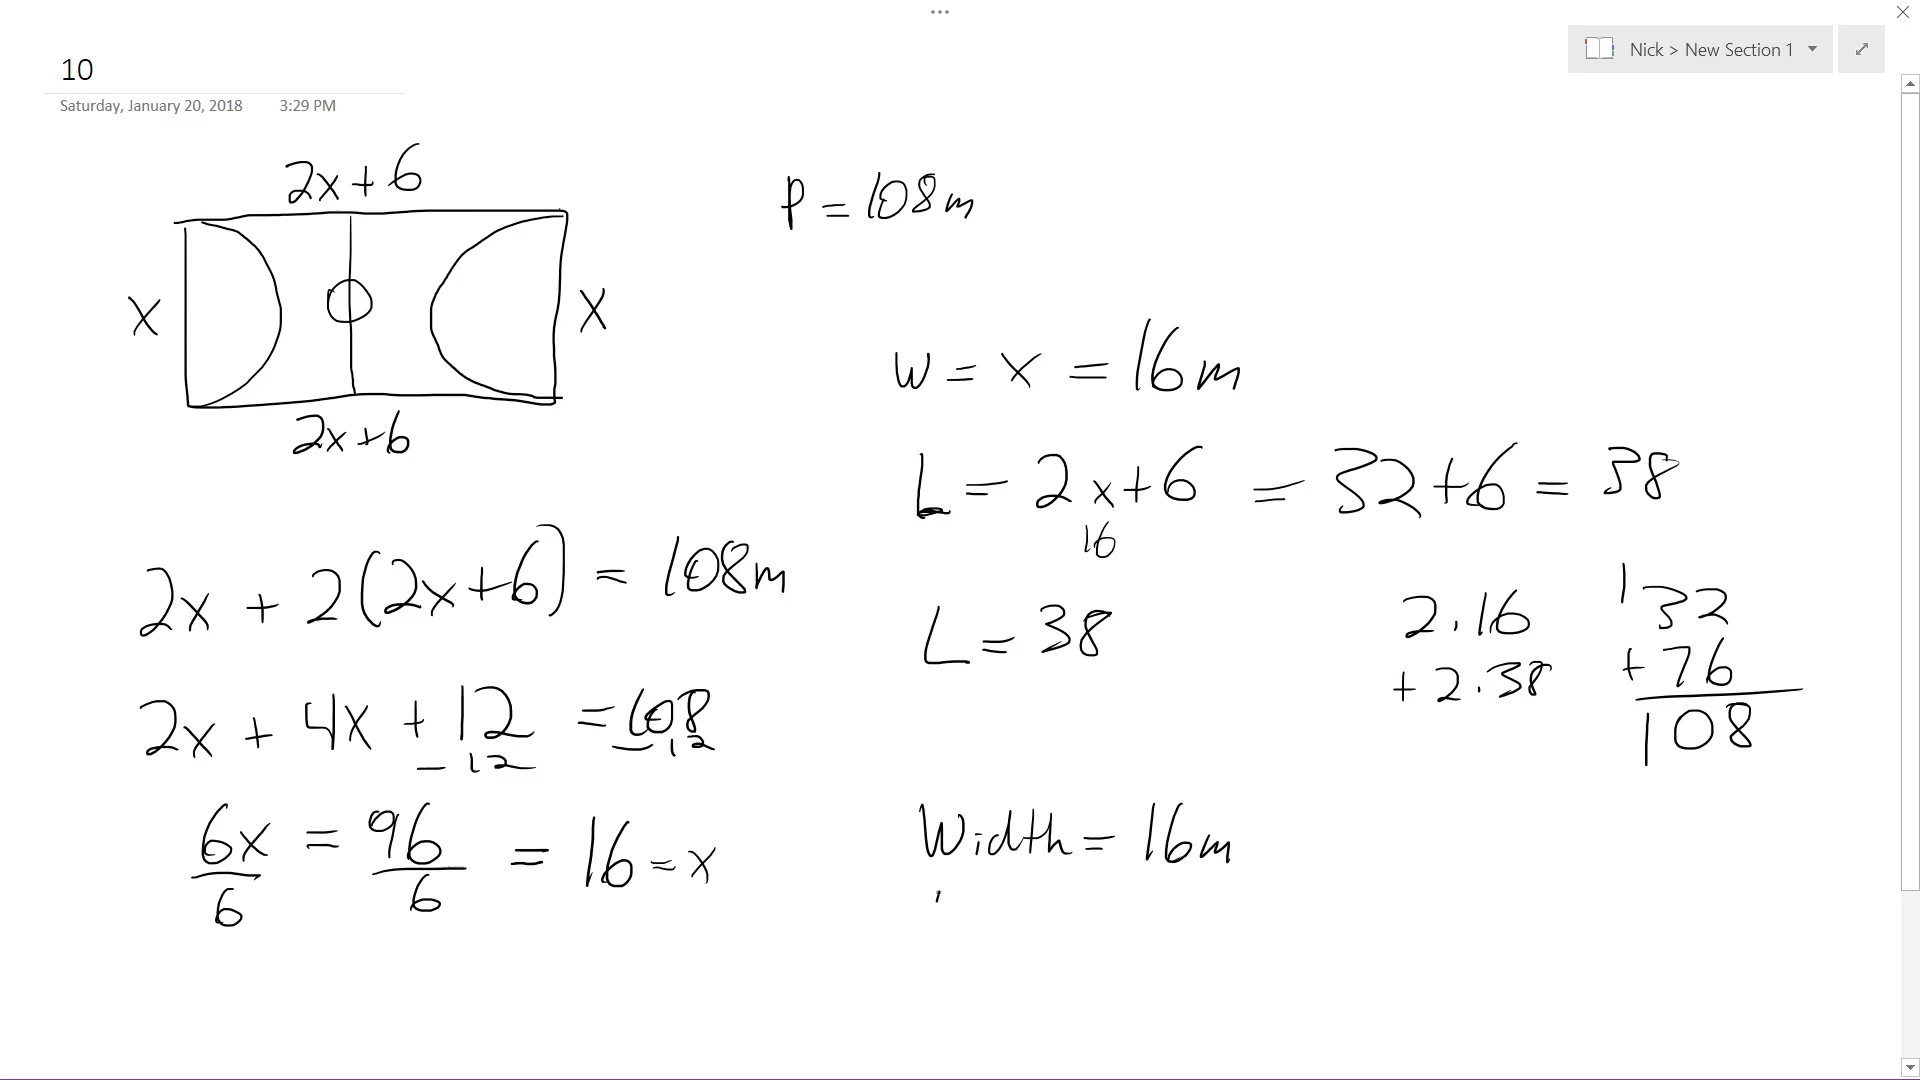 Nick > New Section 1
10
Saturday, January 20, 2018 3:29 PM
2x+6
x
x
2x+6
2x + 2(2x+6) = 108m
2x + 4x + 12 = 108
-12 -12
6x = 96 = 16 = x
6 6
P = 108m
W = x = 16m
L = 2x+6 = 32+6 = 38
16
L = 38
2.16
+ 2.38
1
32
+ 76
108
Width = 16m